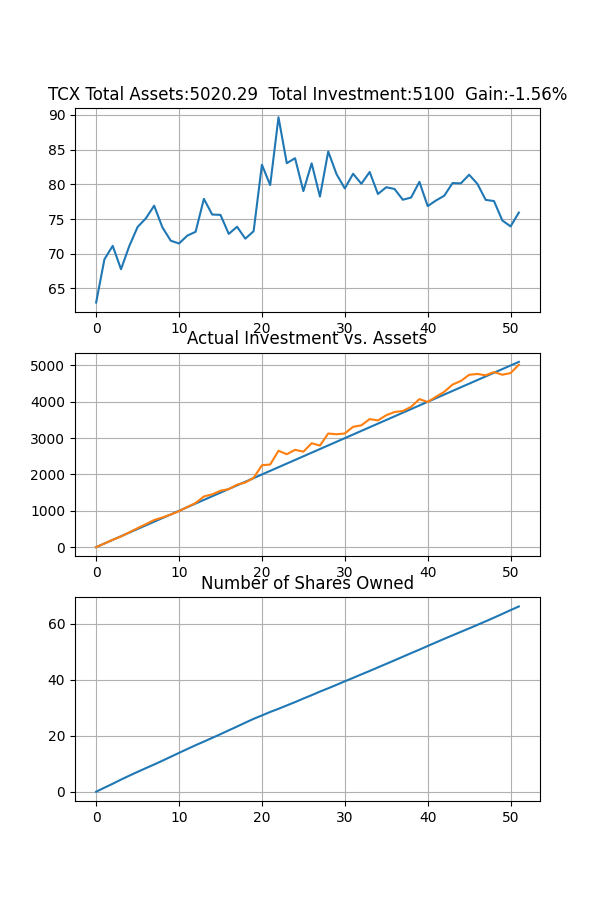 TCX Total Assets:5020.29  Total Investment:5100  Gain:-1.56%
90
85
80
75
70
65
0 10 20 30 40 50
Actual Investment vs. Assets
5000
4000
3000
2000
1000
0
0 10 20 30 40 50
Number of Shares Owned
60
40
20
0
0 10 20 30 40 50